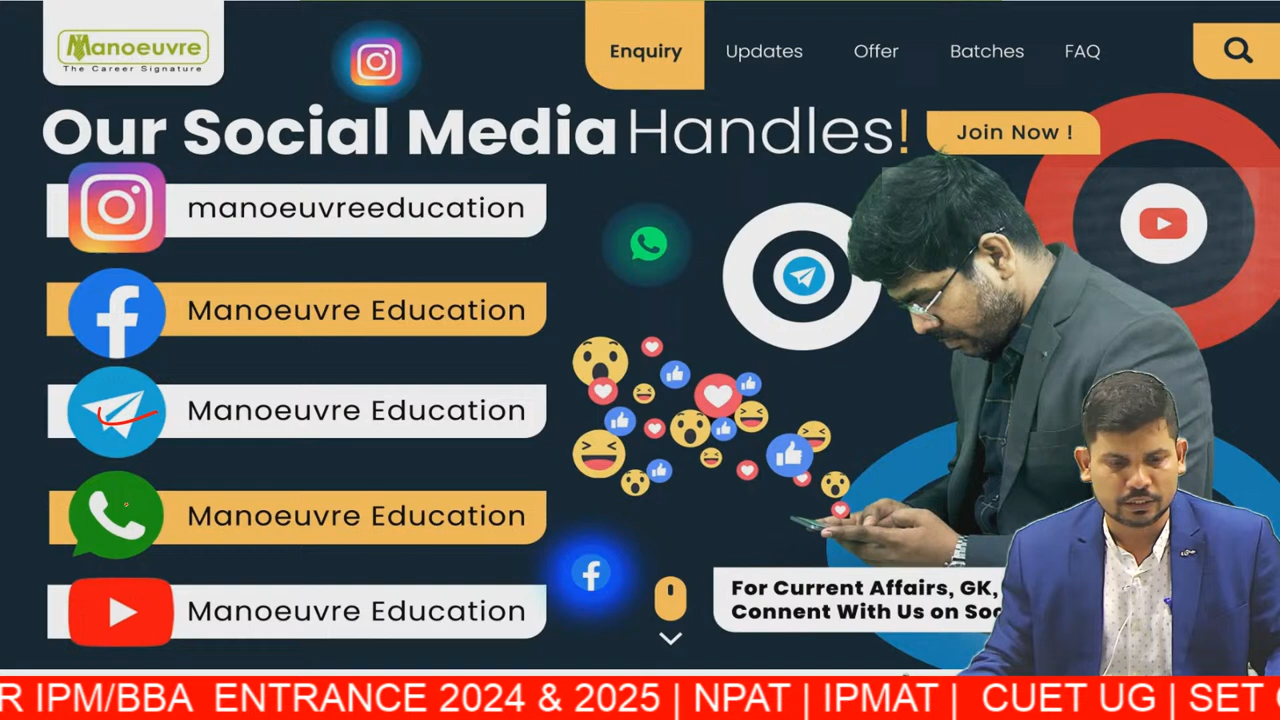 Manoeuvre
The Career Signature
Enquiry
Updates
Offer
Batches
FAQ
Our Social Media Handles!
Join Now !
manoeuvreeducation
Manoeuvre Education
Manoeuvre Education
Manoeuvre Education
Manoeuvre Education
For Current Affairs, GK,
Connent With Us on Soc
R IPM/BBA ENTRANCE 2024 & 2025 | NPAT | IPMAT | CUET UG | SET